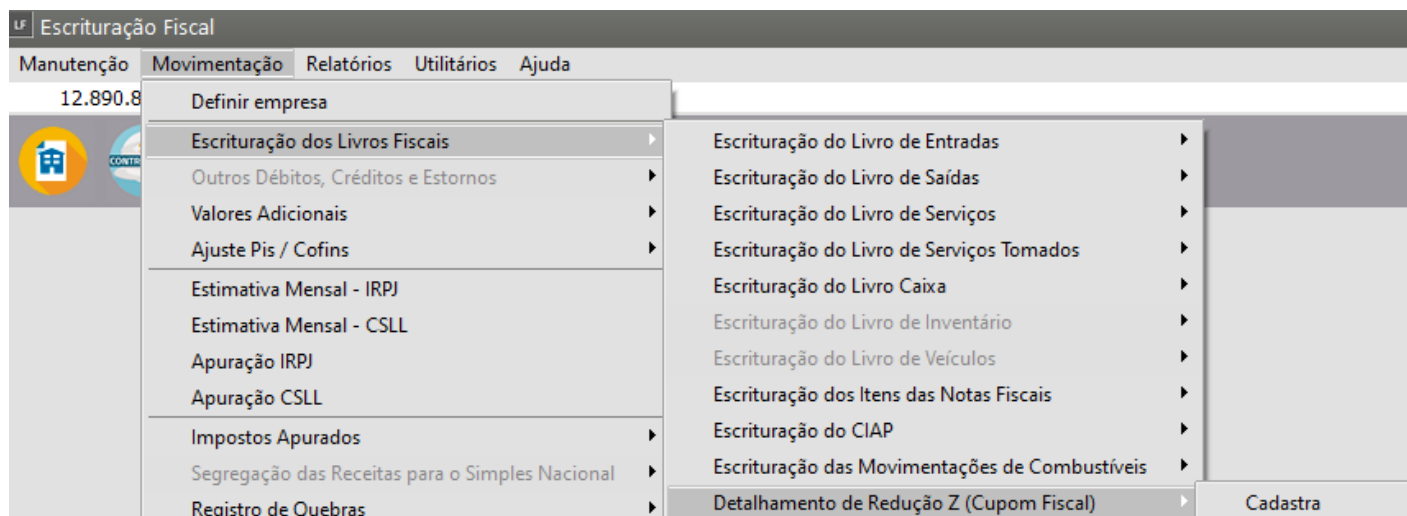 LF Escrituração Fiscal
Manutenção Movimentação Relatórios Utilitários Ajuda
12.890.8
Definir empresa
Escrituração dos Livros Fiscais
Outros Débitos, Créditos e Estornos
Valores Adicionais
Ajuste Pis / Cofins
Estimativa Mensal - IRPJ
Estimativa Mensal - CSLL
Apuração IRPJ
Apuração CSLL
Impostos Apurados
Segregação das Receitas para o Simples Nacional
Registro de Quebras
CONTR
Escrituração do Livro de Entradas
Escrituração do Livro de Saídas
Escrituração do Livro de Serviços
Escrituração do Livro de Serviços Tomados
Escrituração do Livro Caixa
Escrituração do Livro de Inventário
Escrituração do Livro de Veículos
Escrituração dos Itens das Notas Fiscais
Escrituração do CIAP
Escrituração das Movimentações de Combustíveis
Detalhamento de Redução Z (Cupom Fiscal)
Cadastra